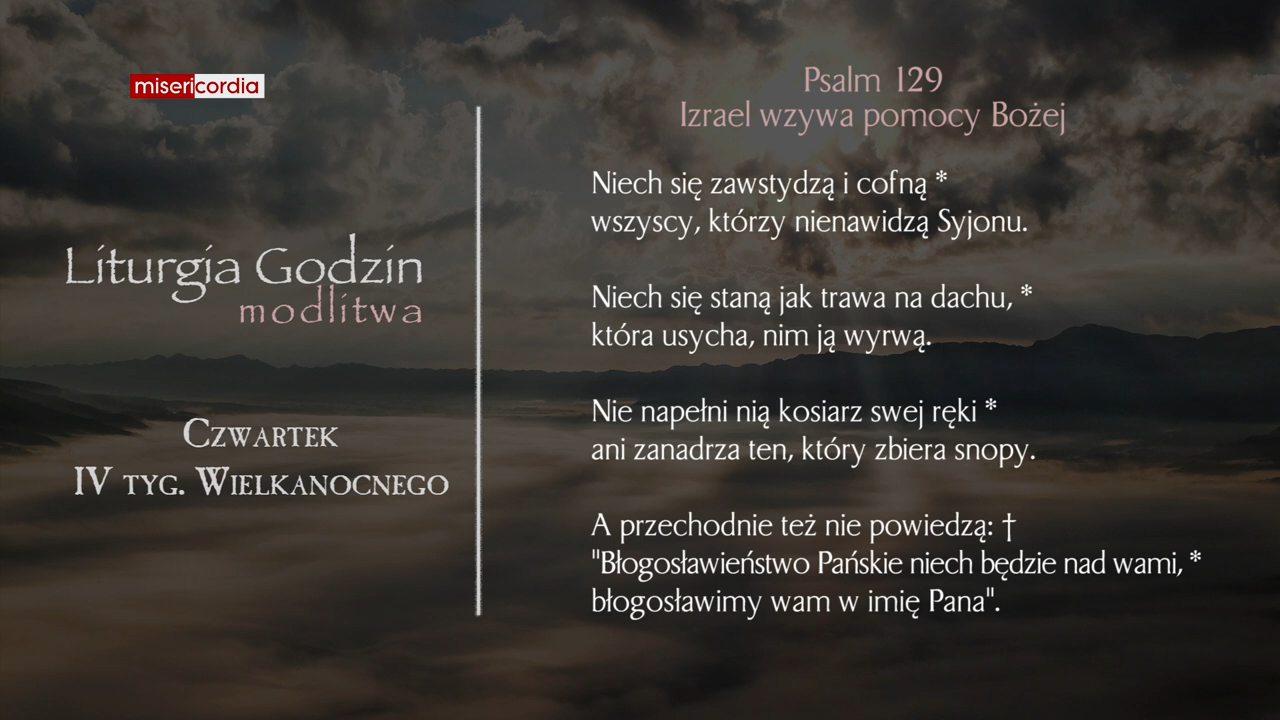 misericordia
Liturgia Godzin
modlitwa
Czwartek
IV tyg. Wielkanocnego
Psalm 129
Izrael wzywa pomocy Bożej
Niech się zawstydzą i cofną *
wszyscy, którzy nienawidzą Syjonu.
Niech się staną jak trawa na dachu, *
która usycha, nim ją wyrwą.
Nie napełni nią kosiarz swej ręki *
ani zanadrza ten, który zbiera snopy.
A przechodnie też nie powiedzą: †
"Błogosławieństwo Pańskie niech będzie nad wami, *
błogosławimy wam w imię Pana".